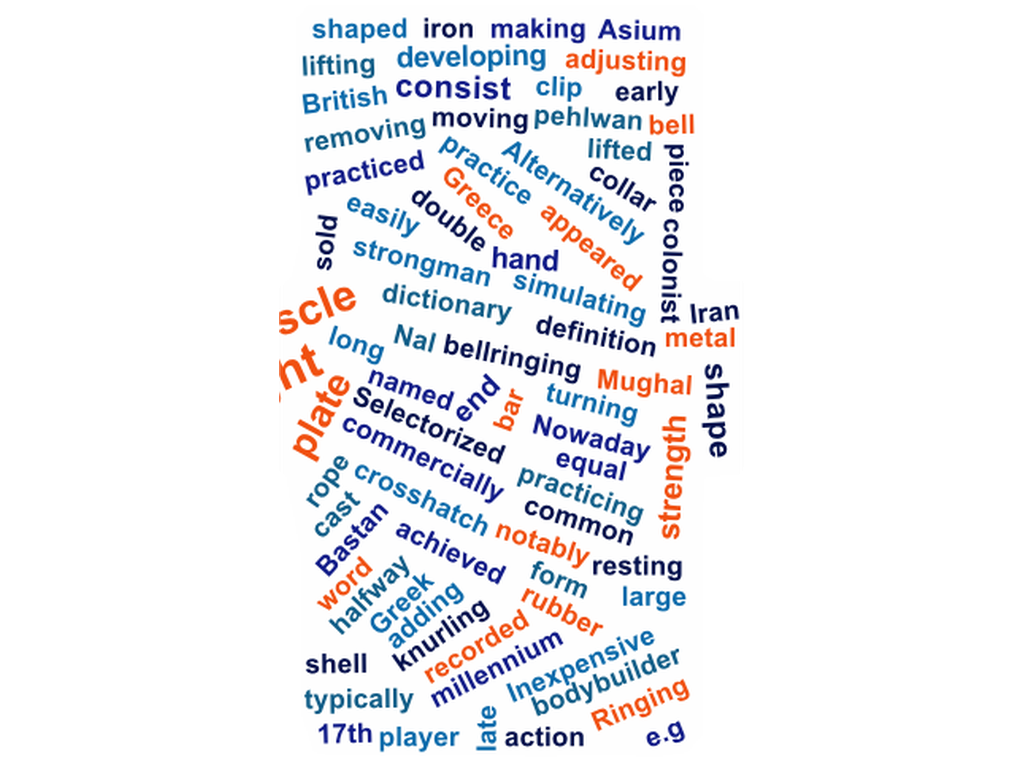 shaped iron making Asium
lifting developing adjusting
British consist clip early
removing moving pehlwan bell
practiced practice Alternatively lifted piece
collar
Greece
easily double appeared colonist
sold
strongman hand
simulating
scle dictionary Iran
definition metal
long Nal bellringing
ht named end Mughal shape
plate Selectorized bar turning
commercially Nowaday strength
equal
rope crosshatch practicing
cast common
Bastan achieved notably
resting
word halfway form large
Greek rubber
adding
knurling recorded
shell millennium Inexpensive
typically bodybuilder
Ringing
17th player late action e.g